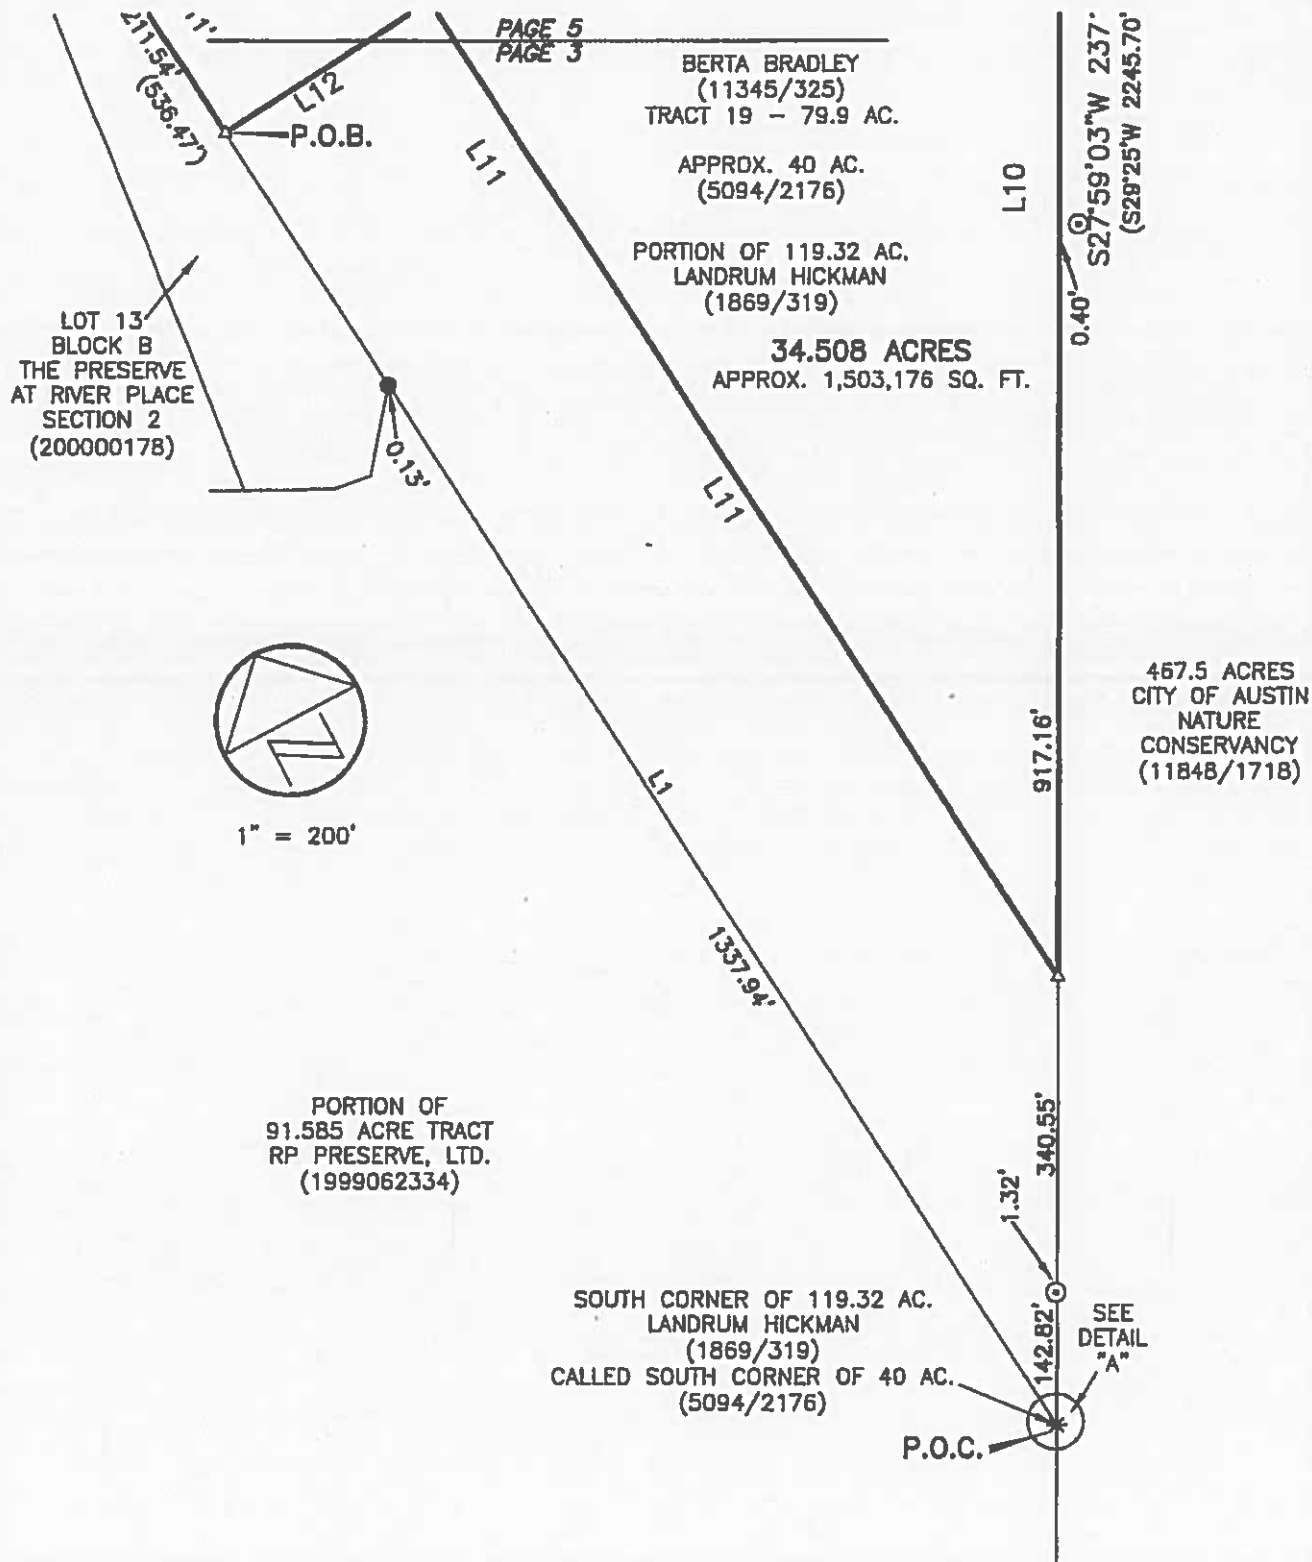 PAGE 5
PAGE 3
211.54'
(536.47')
L12
P.O.B.
L11
BERTA BRADLEY
(11345/325)
TRACT 19 - 79.9 AC.
APPROX. 40 AC.
(5094/2176)
PORTION OF 119.32 AC.
LANDRUM HICKMAN
(1869/319)
34.508 ACRES
APPROX. 1,503,176 SQ. FT.
L10
S27°59'03"W 237
(S29°25'W 2245.70'
0.40'
LOT 13
BLOCK B
THE PRESERVE
AT RIVER PLACE
SECTION 2
(200000178)
0.13'
L11
1" = 200'
L1
917.16'
467.5 ACRES
CITY OF AUSTIN
NATURE
CONSERVANCY
(11848/1718)
1337.94'
PORTION OF
91.585 ACRE TRACT
RP PRESERVE, LTD.
(1999062334)
340.55'
1.32'
SOUTH CORNER OF 119.32 AC.
LANDRUM HICKMAN
(1869/319)
CALLED SOUTH CORNER OF 40 AC.
(5094/2176)
142.82'
SEE
DETAIL
"A"
P.O.C.